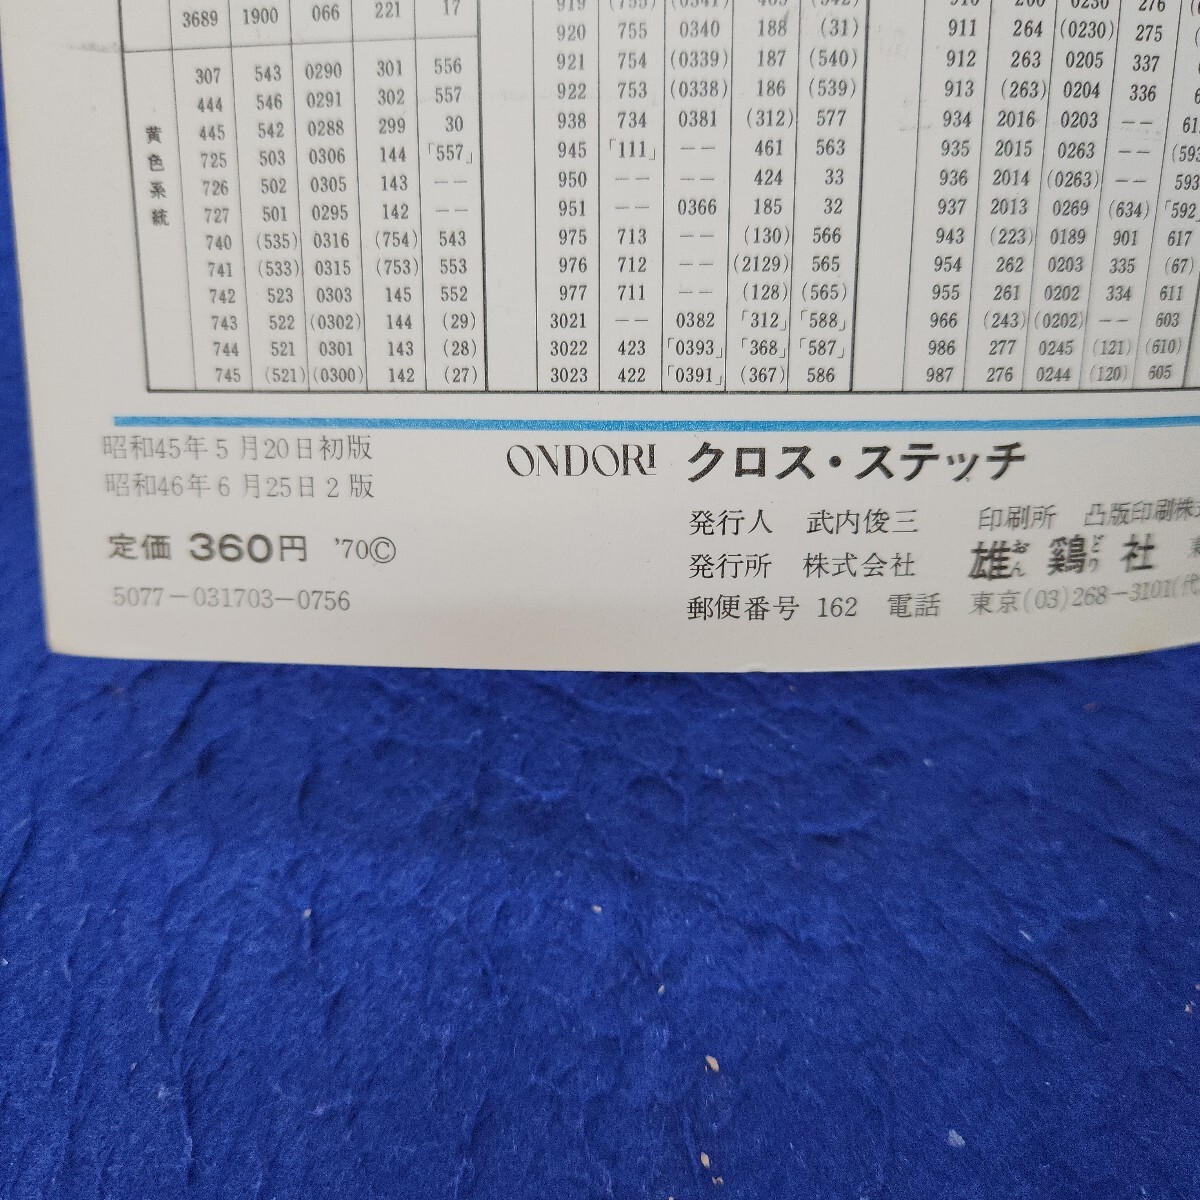 3689 1900 066 221 17
黄色系統
307 543 0290 301 556
444 546 0291 302 557
445 542 0288 299 30
725 503 0306 144 「557」
726 502 0305 143 --
727 501 0295 142 --
740 (535) 0316 (754) 543
741 (533) 0315 (753) 553
742 523 0303 145 552
743 522 (0302) 144 (29)
744 521 0301 143 (28)
745 (521) (0300) 142 (27)
920 755 0340 188 (31)
921 754 (0339) 187 (540)
922 753 (0338) 186 (539)
938 734 0381 (312) 577
945 「111」 -- 461 563
950 -- -- 424 33
951 -- 0366 185 32
975 713 -- (130) 566
976 712 -- (2129) 565
977 711 -- (128) (565)
3021 -- 0382 「312」 「588」
3022 423 「0393」 「368」 「587」
3023 422 「0391」 (367) 586
911 264 (0230) 275
912 263 0205 337
913 (263) 0204 336
934 2016 0203 --
935 2015 0263 --
936 2014 (0263) -- 593
937 2013 0269 (634) 「592」
943 (223) 0189 901 617
954 262 0203 335 (67)
955 261 0202 334 611
966 (243) (0202) -- 603
986 277 0245 (121) (610)
987 276 0244 (120) 605
昭和45年5月20日初版
昭和46年6月25日2版
定価 360円 '70©
5077-031703-0756
ONDORI クロス・ステッチ
発行人 武内俊三 印刷所 凸版印刷株式
発行所 株式会社 雄鶏社 おんどり
郵便番号 162 電話 東京(03)268-3101(代